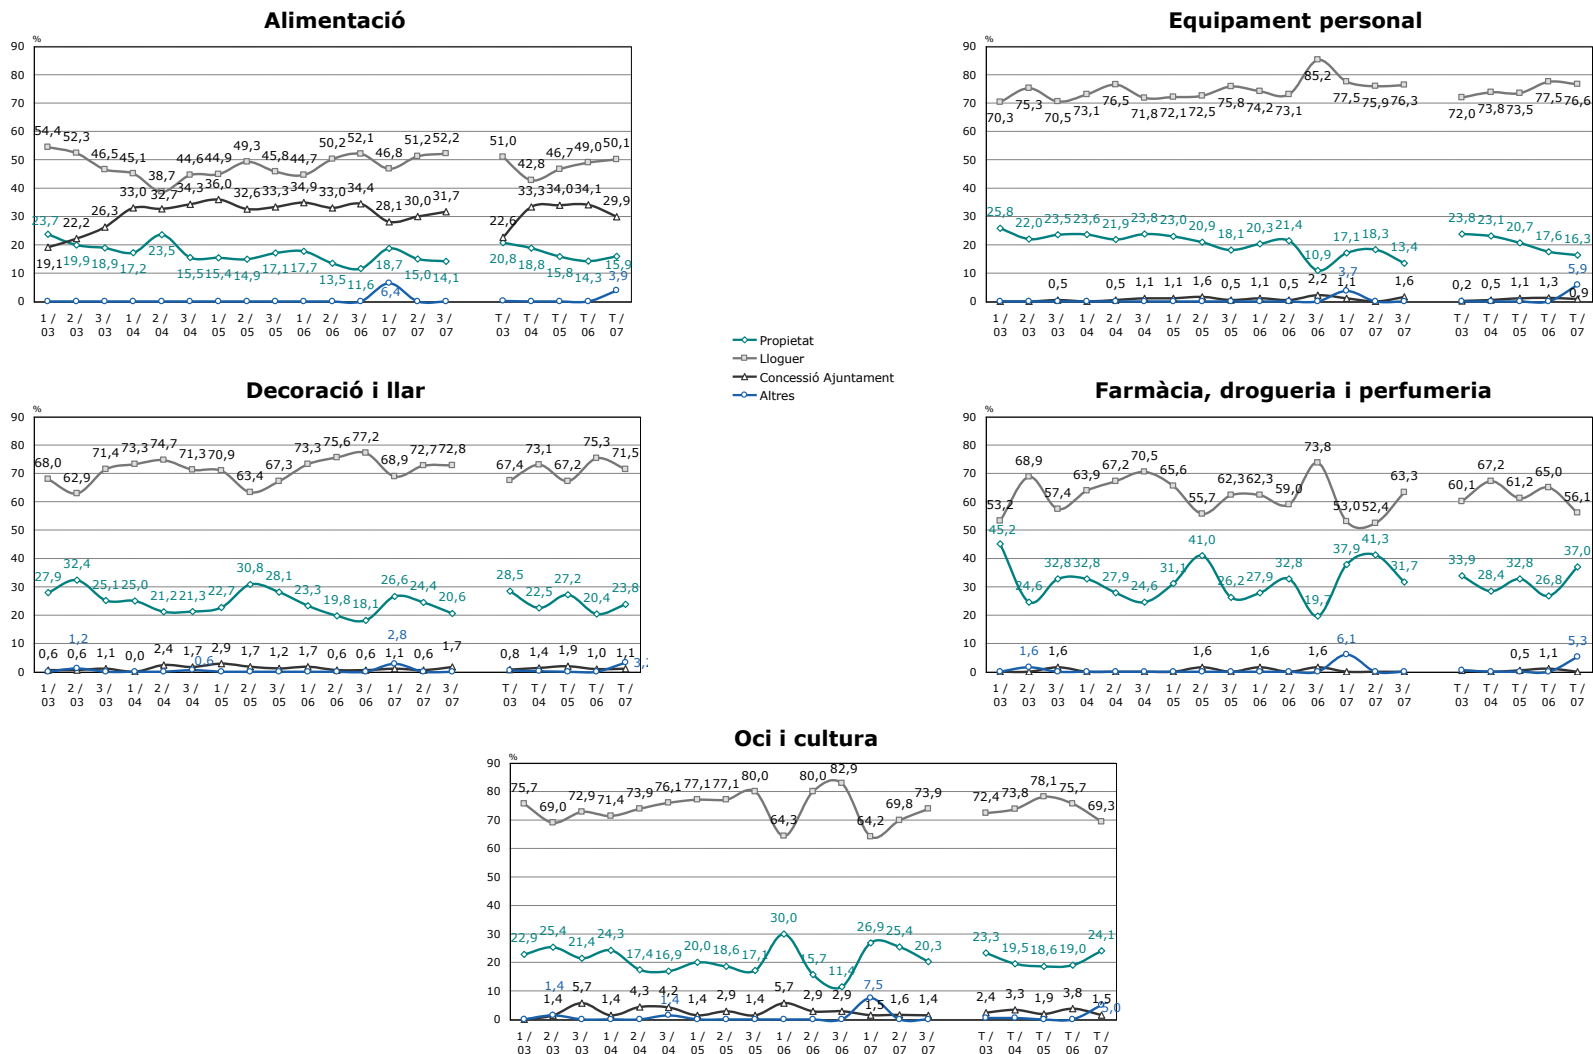 Alimentació
%
90
80
70
60
50
40
30
20
10
0
54,4 52,3 46,5 45,1 38,7 44,6 44,9 49,3 45,8 44,7 50,2 52,1 46,8 51,2 52,2 51,0 42,8 46,7 49,0 50,1
19,1 22,2 26,3 33,0 32,7 34,3 36,0 32,6 33,3 34,9 33,0 34,4 28,1 30,0 31,7 22,6 33,3 34,0 34,1 29,9
23,7 19,9 18,9 17,2 23,5 15,5 15,4 14,9 17,1 17,7 13,5 11,6 18,7 15,0 14,1 20,8 18,8 15,8 14,3 15,9
6,4 3,9
1 / 2 / 3 / 1 / 2 / 3 / 1 / 2 / 3 / 1 / 2 / 3 / 1 / 2 / 3 / T / T / T / T / T /
03 03 03 04 04 04 05 05 05 06 06 06 07 07 07 03 04 05 06 07
Equipament personal
%
90
80
70
60
50
40
30
20
10
0
70,3 75,3 70,5 73,1 76,5 71,8 72,1 72,5 75,8 74,2 73,1 85,2 77,5 75,9 76,3 72,0 73,8 73,5 77,5 76,6
25,8 22,0 23,5 23,6 21,9 23,8 23,0 20,9 18,1 20,3 21,4 10,9 17,1 18,3 13,4 23,8 23,1 20,7 17,6 16,3
0,5 0,5 1,1 1,1 1,6 0,5 1,1 0,5 2,2 1,1 1,6 0,2 0,5 1,1 1,3 0,9
3,7 5,9
1 / 2 / 3 / 1 / 2 / 3 / 1 / 2 / 3 / 1 / 2 / 3 / 1 / 2 / 3 / T / T / T / T / T /
03 03 03 04 04 04 05 05 05 06 06 06 07 07 07 03 04 05 06 07
Propietat
Lloguer
Concessió Ajuntament
Altres
Decoració i llar
%
90
80
70
60
50
40
30
20
10
0
68,0 62,9 71,4 73,3 74,7 71,3 70,9 63,4 67,3 73,3 75,6 77,2 68,9 72,7 72,8 67,4 73,1 67,2 75,3 71,5
27,9 32,4 25,1 25,0 21,2 21,3 22,7 30,8 28,1 23,3 19,8 18,1 26,6 24,4 20,6 28,5 22,5 27,2 20,4 23,8
0,6 0,6 1,1 0,0 2,4 1,7 2,9 1,7 1,2 1,7 0,6 0,6 1,1 0,6 1,7 0,8 1,4 1,9 1,0 1,1
1,2 0,6 2,8
1 / 2 / 3 / 1 / 2 / 3 / 1 / 2 / 3 / 1 / 2 / 3 / 1 / 2 / 3 / T / T / T / T / T /
03 03 03 04 04 04 05 05 05 06 06 06 07 07 07 03 04 05 06 07
Farmàcia, drogueria i perfumeria
%
90
80
70
60
50
40
30
20
10
0
53,2 68,9 57,4 63,9 67,2 70,5 65,6 55,7 62,3 62,3 59,0 73,8 53,0 52,4 63,3 60,1 67,2 61,2 65,0 56,1
45,2 24,6 32,8 32,8 27,9 24,6 31,1 41,0 26,2 27,9 32,8 19,7 37,9 41,3 31,7 33,9 28,4 32,8 26,8 37,0
1,6 1,6 1,6 1,6 1,6 6,1 0,5 1,1 5,3
1 / 2 / 3 / 1 / 2 / 3 / 1 / 2 / 3 / 1 / 2 / 3 / 1 / 2 / 3 / T / T / T / T / T /
03 03 03 04 04 04 05 05 05 06 06 06 07 07 07 03 04 05 06 07
Oci i cultura
%
90
80
70
60
50
40
30
20
10
0
75,7 69,0 72,9 71,4 73,9 76,1 77,1 77,1 80,0 64,3 80,0 82,9 64,2 69,8 73,9 72,4 73,8 78,1 75,7 69,3
22,9 25,4 21,4 24,3 17,4 16,9 20,0 18,6 17,1 30,0 15,7 11,4 26,9 25,4 20,3 23,3 19,5 18,6 19,0 24,1
1,4 5,7 1,4 4,3 4,2 1,4 2,9 1,4 5,7 2,9 2,9 1,5 1,6 1,4 2,4 3,3 1,9 3,8 1,5
1,4 1,4 7,5
1 / 2 / 3 / 1 / 2 / 3 / 1 / 2 / 3 / 1 / 2 / 3 / 1 / 2 / 3 / T / T / T / T / T /
03 03 03 04 04 04 05 05 05 06 06 06 07 07 07 03 04 05 06 07